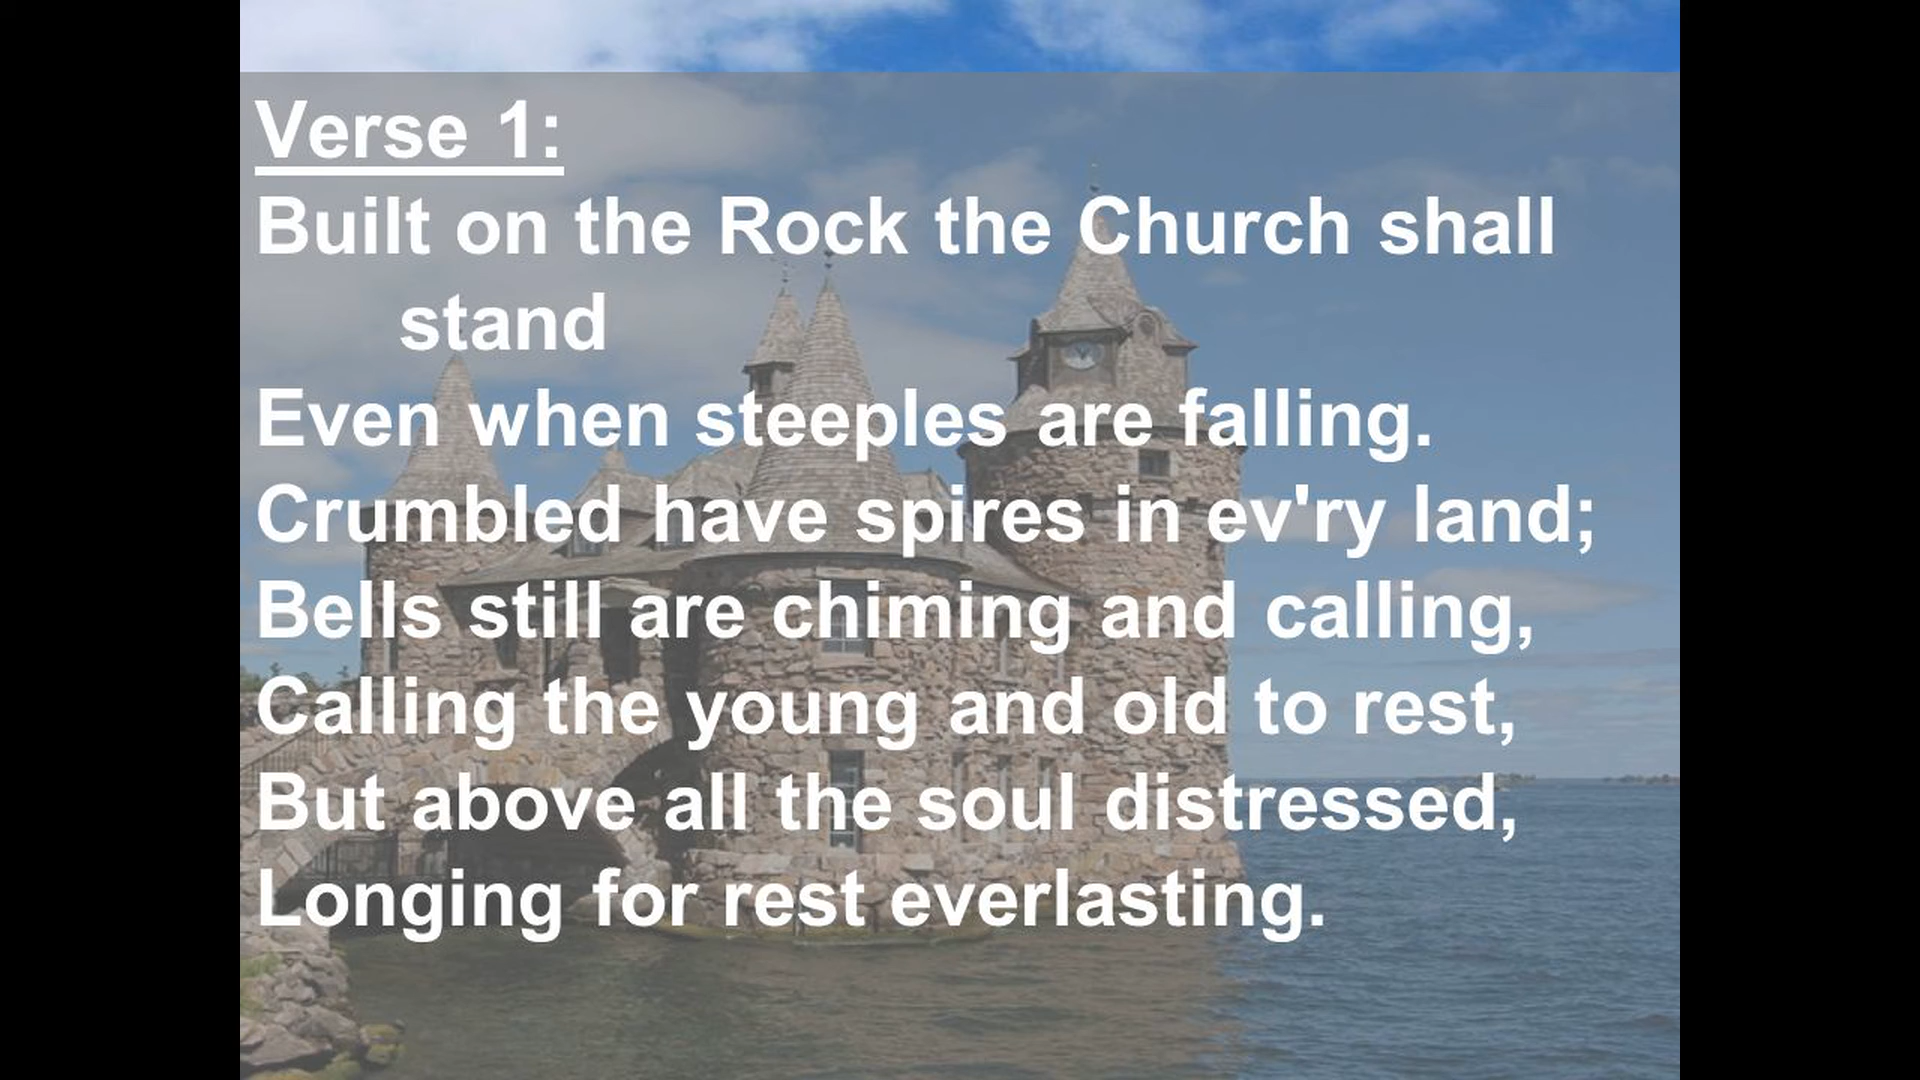 Verse 1:
Built on the Rock the Church shall
stand
Even when steeples are falling.
Crumbled have spires in ev'ry land;
Bells still are chiming and calling,
Calling the young and old to rest,
But above all the soul distressed,
Longing for rest everlasting.